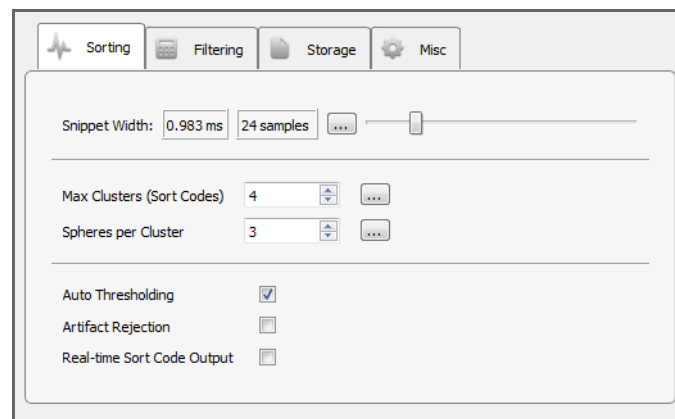 Sorting Filtering Storage Misc
Snippet Width: 0.983 ms 24 samples ...
Max Clusters (Sort Codes) 4 ...
Spheres per Cluster 3 ...
Auto Thresholding
Artifact Rejection
Real-time Sort Code Output